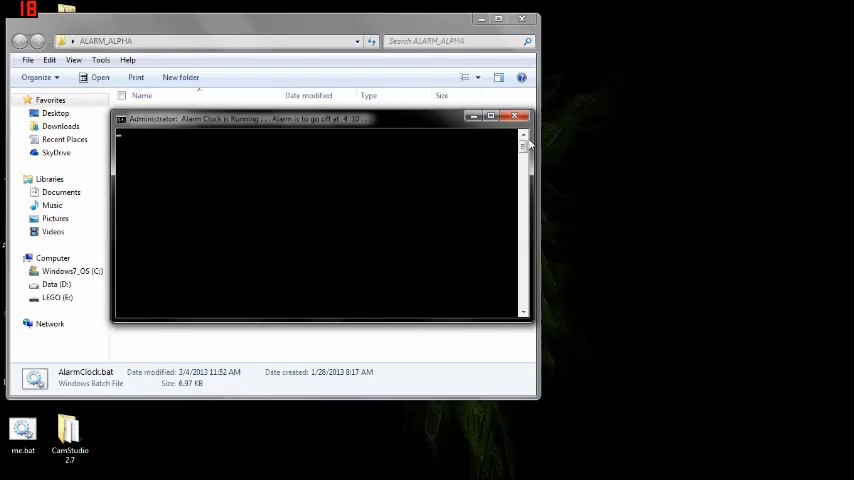 18
ALARM_ALPHA
Search ALARM_ALPHA
File Edit View Tools Help
Organize Open Print New folder
Name Date modified Type Size
Favorites
Desktop
Downloads
Recent Places
SkyDrive
Libraries
Documents
Music
Pictures
Videos
Computer
Windows7_OS (C:)
Data (D:)
LEGO (E:)
Network
Administrator: Alarm Clock is Running . . . Alarm is to go off at 4:10 . . .
AlarmClock.bat Date modified: 3/4/2013 11:52 AM Date created: 1/28/2013 8:17 AM
Windows Batch File Size: 6.97 KB
me.bat
CamStudio
2.7